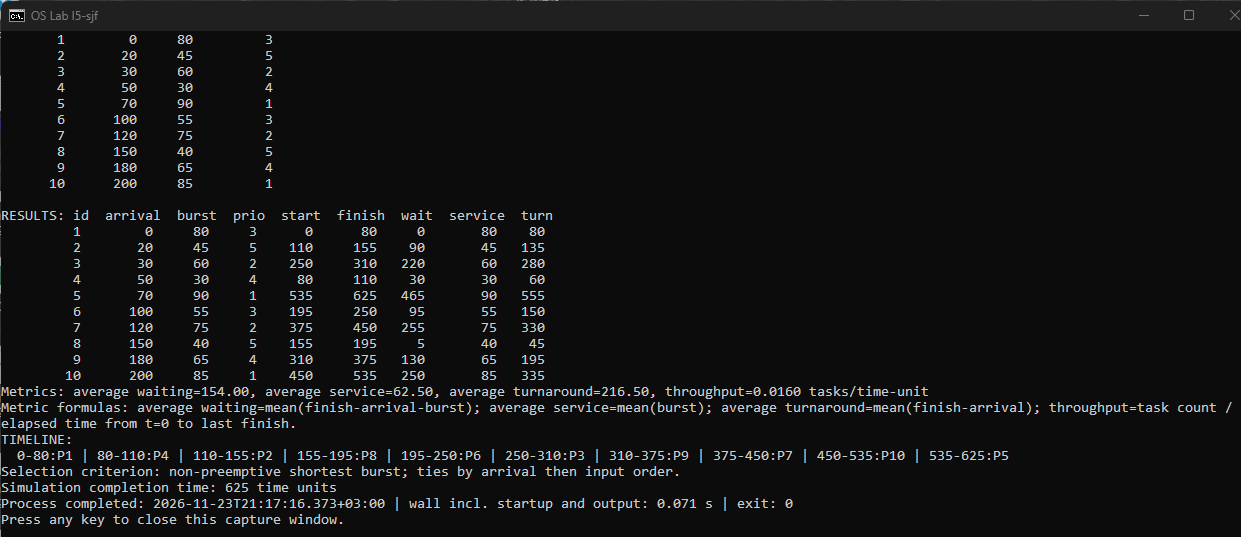 OS Lab l5-sjf
1 0 80 3
2 20 45 5
3 30 60 2
4 50 30 4
5 70 90 1
6 100 55 3
7 120 75 2
8 150 40 5
9 180 65 4
10 200 85 1
RESULTS: id arrival burst prio start finish wait service turn
1 0 80 3 0 80 0 80 80
2 20 45 5 110 155 90 45 135
3 30 60 2 250 310 220 60 280
4 50 30 4 80 110 30 30 60
5 70 90 1 535 625 465 90 555
6 100 55 3 195 250 95 55 150
7 120 75 2 375 450 255 75 330
8 150 40 5 155 195 5 40 45
9 180 65 4 310 375 130 65 195
10 200 85 1 450 535 250 85 335
Metrics: average waiting=154.00, average service=62.50, average turnaround=216.50, throughput=0.0160 tasks/time-unit
Metric formulas: average waiting=mean(finish-arrival-burst); average service=mean(burst); average turnaround=mean(finish-arrival); throughput=task count /
elapsed time from t=0 to last finish.
TIMELINE:
0-80:P1 | 80-110:P4 | 110-155:P2 | 155-195:P8 | 195-250:P6 | 250-310:P3 | 310-375:P9 | 375-450:P7 | 450-535:P10 | 535-625:P5
Selection criterion: non-preemptive shortest burst; ties by arrival then input order.
Simulation completion time: 625 time units
Process completed: 2026-11-23T21:17:16.373+03:00 | wall incl. startup and output: 0.071 s | exit: 0
Press any key to close this capture window.